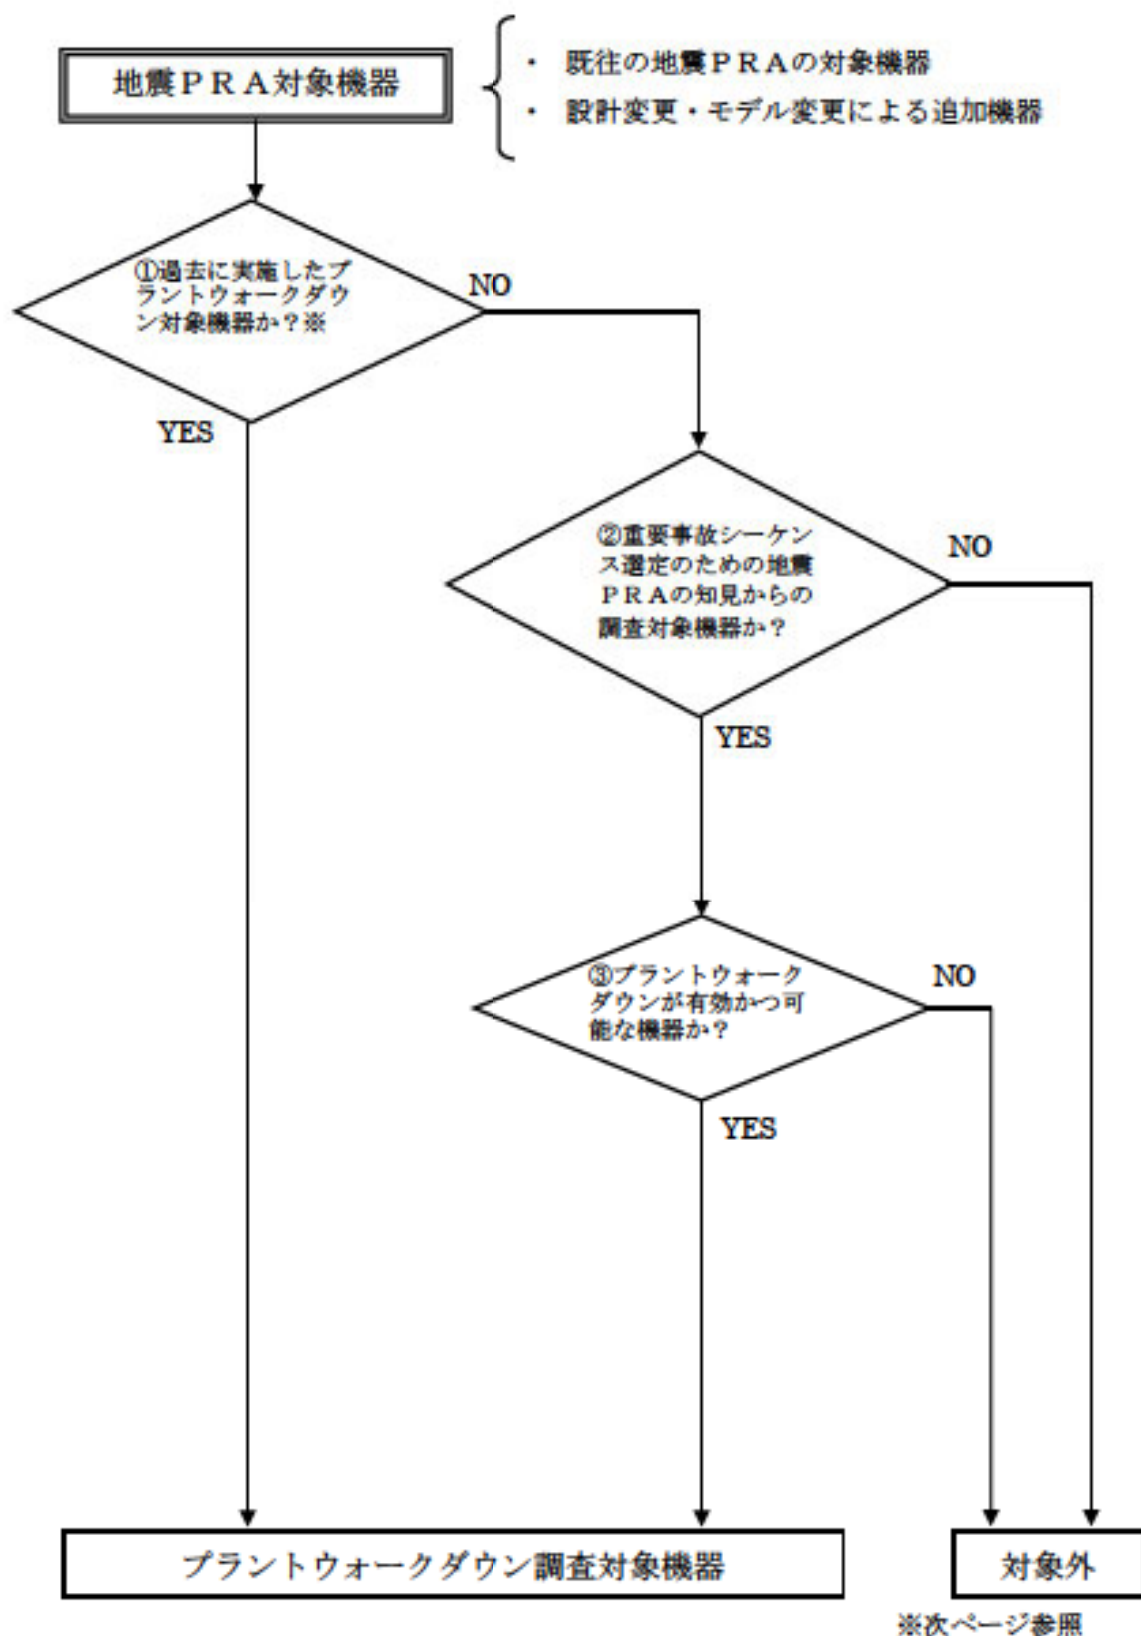 地震ＰＲＡ対象機器
・ 既往の地震ＰＲＡの対象機器
・ 設計変更・モデル変更による追加機器
①過去に実施したプ
ラントウォークダウ
ン対象機器か？※
NO
YES
②重要事故シーケン
ス選定のための地震
ＰＲＡの知見からの
調査対象機器か？
NO
YES
③プラントウォーク
ダウンが有効かつ可
能な機器か？
NO
YES
プラントウォークダウン調査対象機器
対象外
※次ページ参照